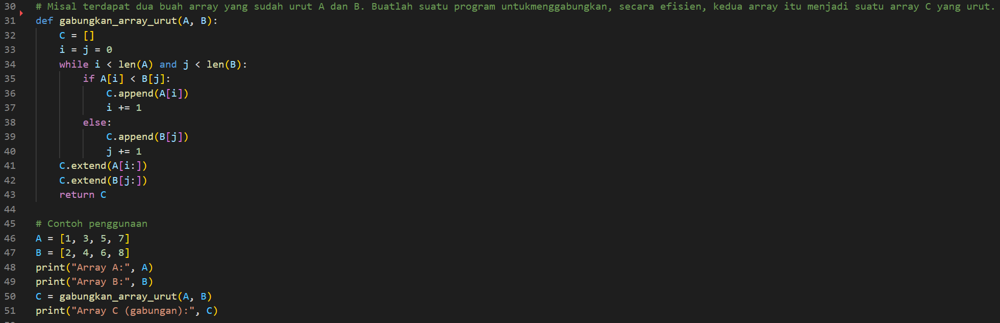 30 # Misal terdapat dua buah array yang sudah urut A dan B. Buatlah suatu program untukmenggabungkan, secara efisien, kedua array itu menjadi suatu array C yang urut.
31 def gabungkan_array_urut(A, B):
32     C = []
33     i = j = 0
34     while i < len(A) and j < len(B):
35         if A[i] < B[j]:
36             C.append(A[i])
37             i += 1
38         else:
39             C.append(B[j])
40             j += 1
41     C.extend(A[i:])
42     C.extend(B[j:])
43     return C
44
45 # Contoh penggunaan
46 A = [1, 3, 5, 7]
47 B = [2, 4, 6, 8]
48 print("Array A:", A)
49 print("Array B:", B)
50 C = gabungkan_array_urut(A, B)
51 print("Array C (gabungan):", C)